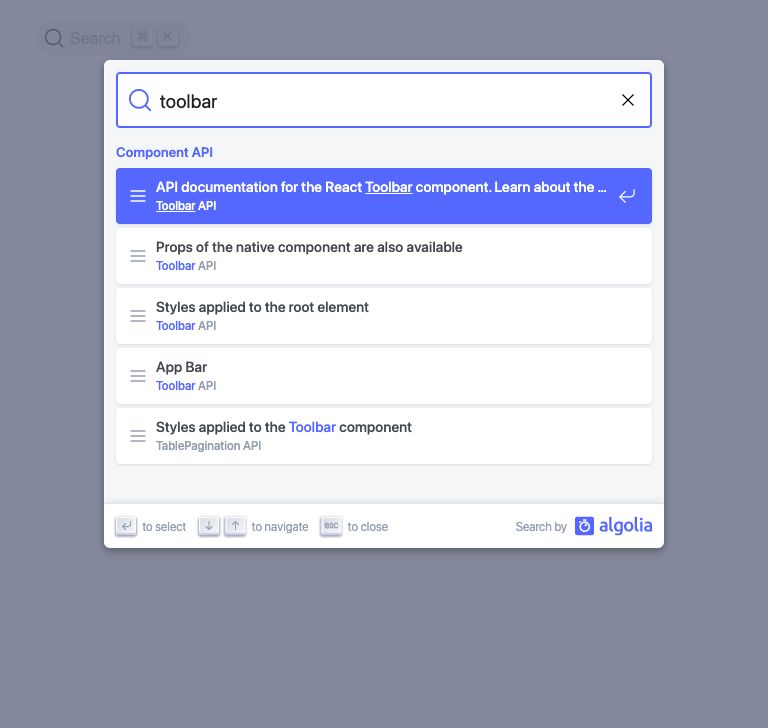 Search ⌘ K
toolbar
Component API
API documentation for the React Toolbar component. Learn about the …
Toolbar API
Props of the native component are also available
Toolbar API
Styles applied to the root element
Toolbar API
App Bar
Toolbar API
Styles applied to the Toolbar component
TablePagination API
to select to navigate esc to close Search by algolia